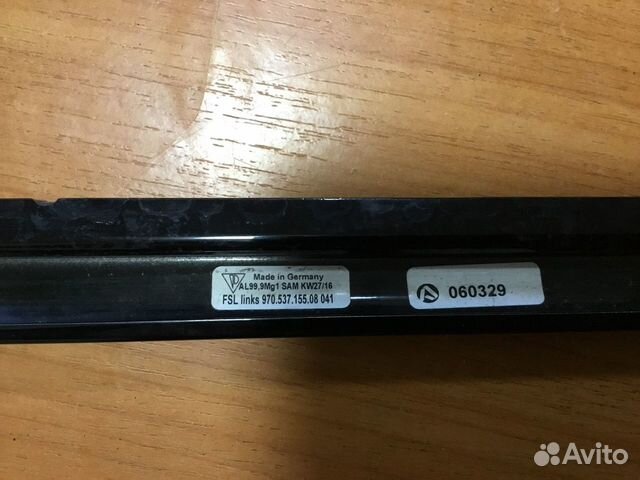 Made in Germany
AL99,9Mg1 SAM KW27/16
FSL links 970.537.155.08 041
060329
Avito